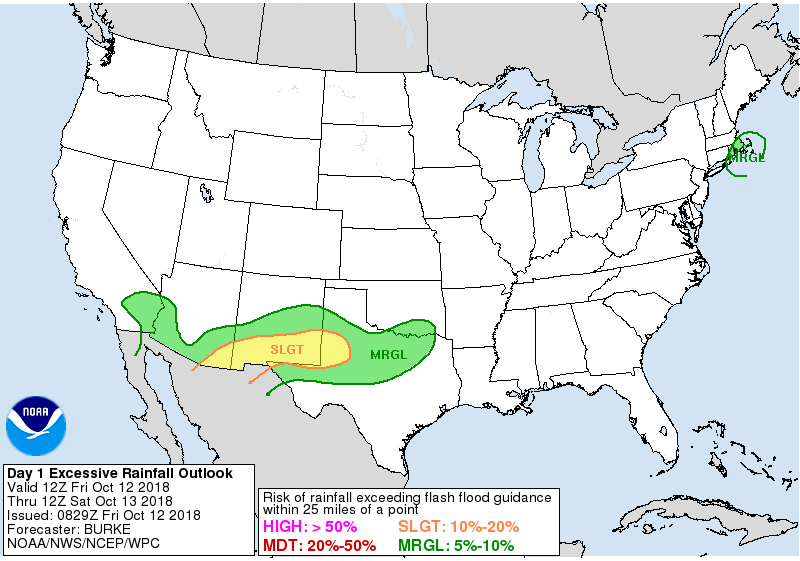 MRGL
SLGT
MRGL
NOAA
Day 1 Excessive Rainfall Outlook
Valid 12Z Fri Oct 12 2018
Thru 12Z Sat Oct 13 2018
Issued: 0829Z Fri Oct 12 2018
Forecaster: BURKE
NOAA/NWS/NCEP/WPC
Risk of rainfall exceeding flash flood guidance
within 25 miles of a point
HIGH: > 50% SLGT: 10%-20%
MDT: 20%-50% MRGL: 5%-10%